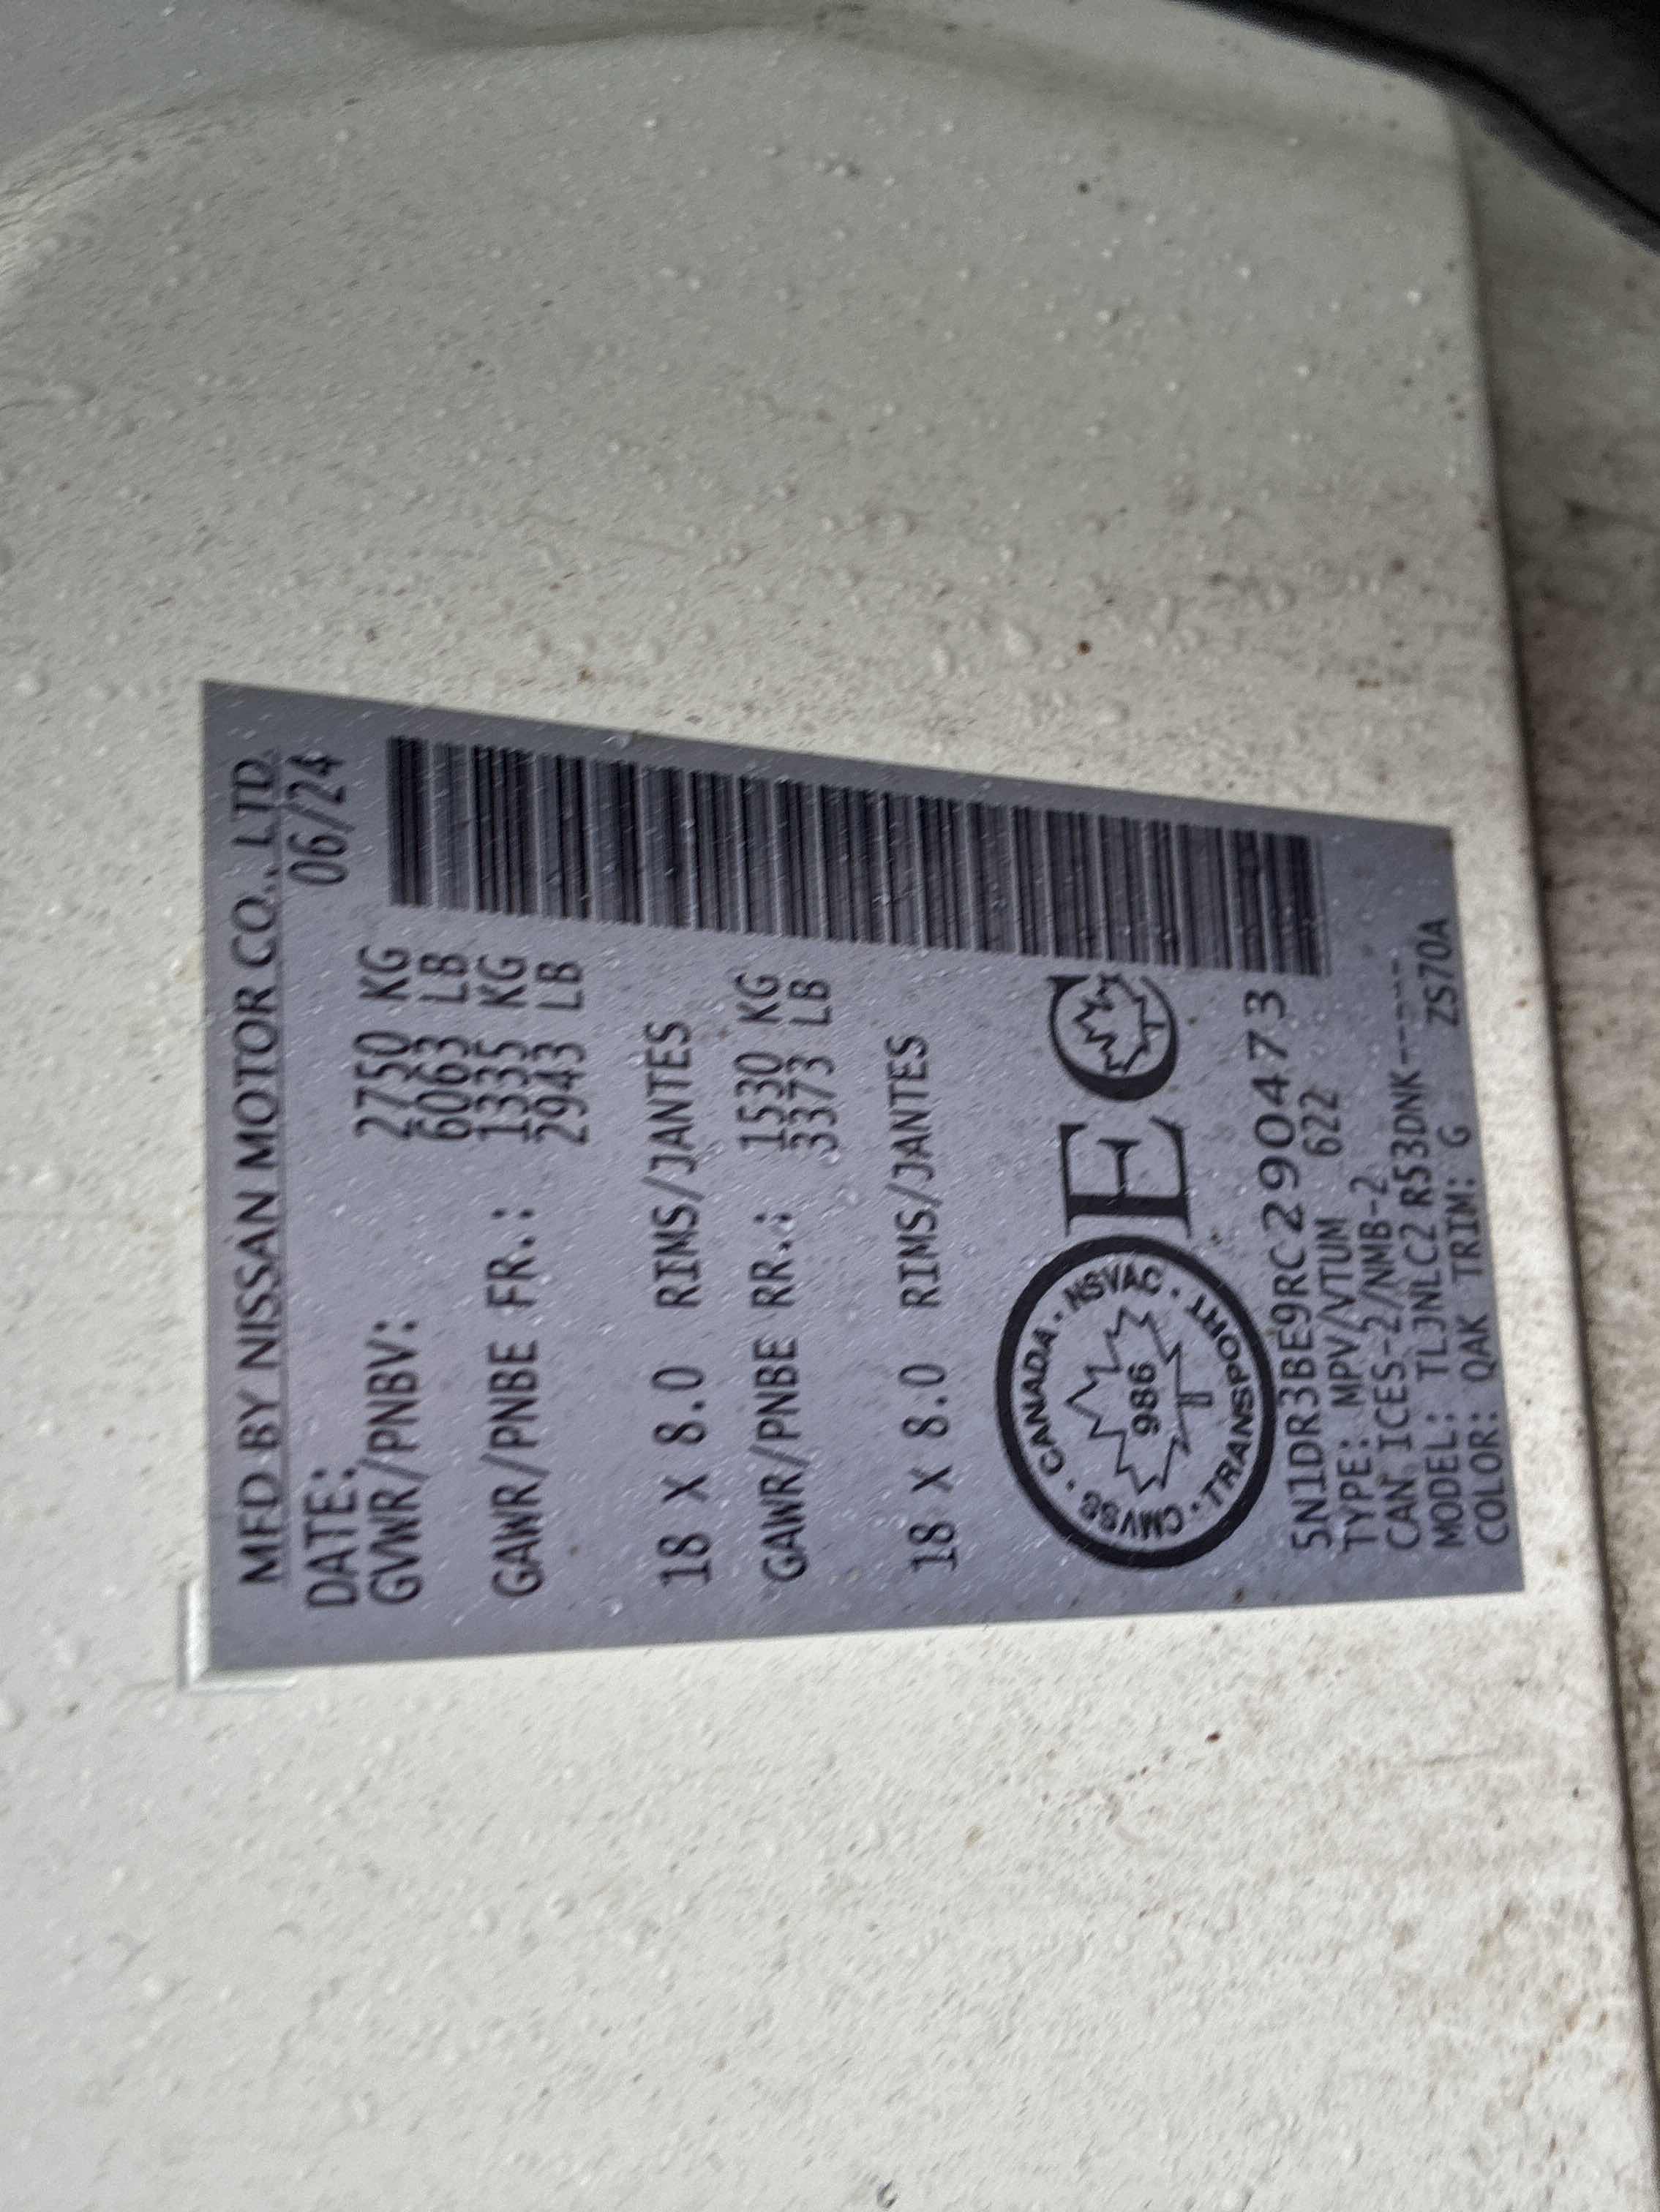 MFD BY NISSAN MOTOR CO., LTD.
DATE: 06/24
GVWR/PNBV: 2750 KG
6063 LB
GAWR/PNBE FR.: 1335 KG
2943 LB
18 X 8.0 RIMS/JANTES
GAWR/PNBE RR.: 1530 KG
3373 LB
18 X 8.0 RIMS/JANTES
CMVSS · CANADA · NSVAC · TRANSPORT ·
986
EC
5N1DR3BE9RC290473
TYPE: MPV/VTUM 622
CAN ICES-2/NMB-2
MODEL: TLJNLC2 R53DNK-----
COLOR: QAK TRIM: G ZS70A